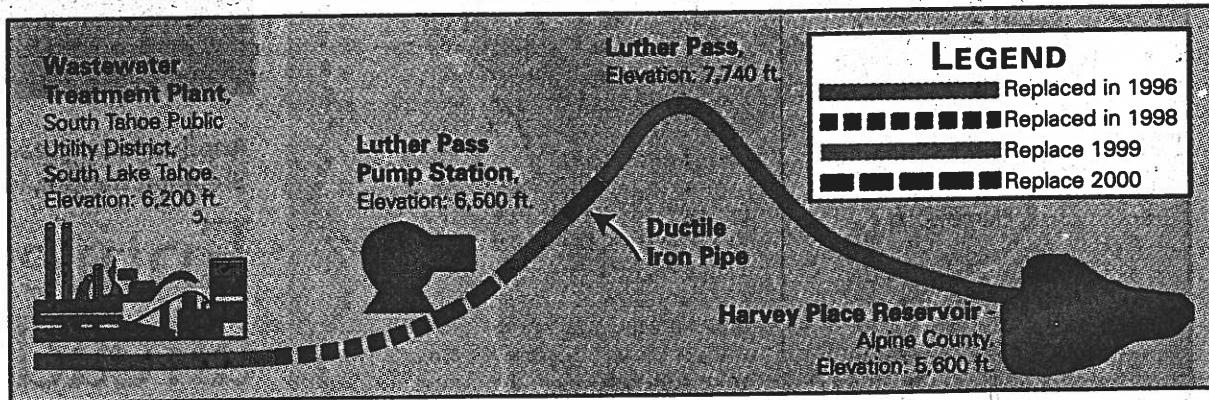 Wastewater
Treatment Plant,
South Tahoe Public
Utility District,
South Lake Tahoe.
Elevation: 6,200 ft.
Luther Pass
Pump Station,
Elevation: 6,500 ft.
Luther Pass,
Elevation: 7,740 ft.
Ductile
Iron Pipe
LEGEND
Replaced in 1996
Replaced in 1998
Replace 1999
Replace 2000
Harvey Place Reservoir -
Alpine County.
Elevation: 5,600 ft.